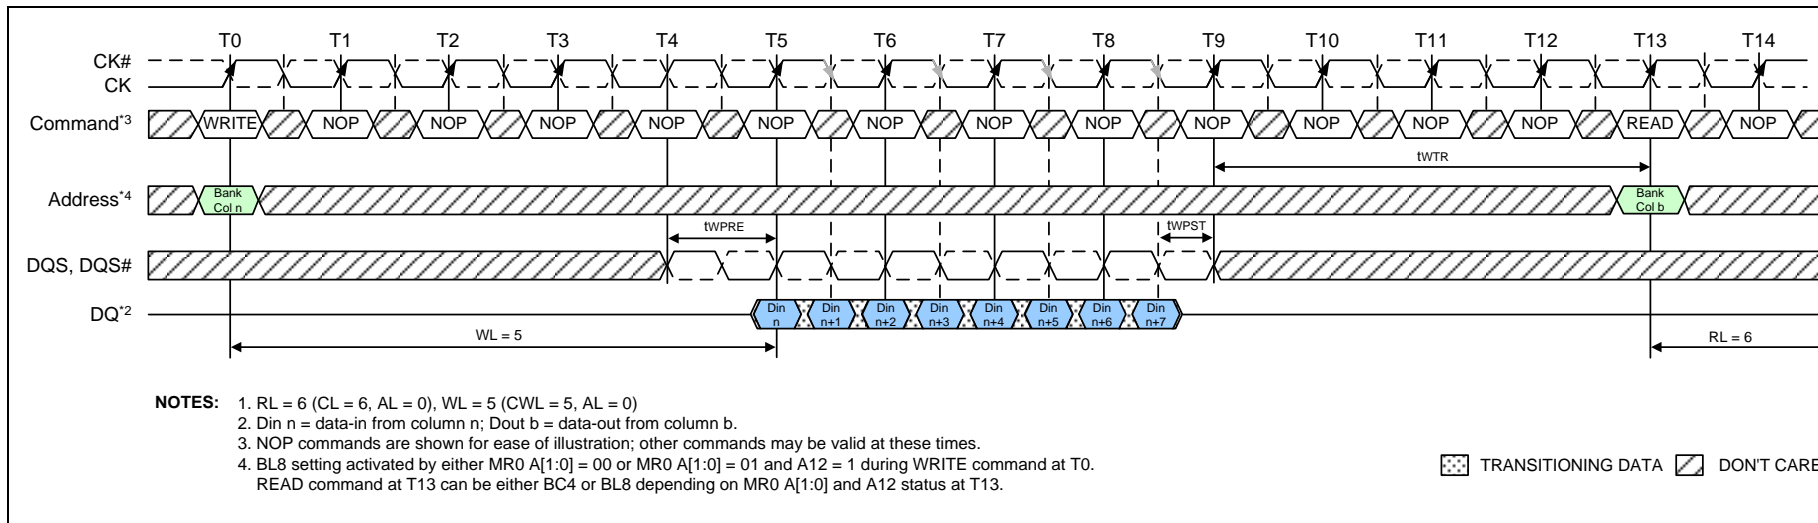 T0 T1 T2 T3 T4 T5 T6 T7 T8 T9 T10 T11 T12 T13 T14
CK#
CK
Command*3 WRITE NOP NOP NOP NOP NOP NOP NOP NOP NOP NOP NOP NOP READ NOP
tWTR
Address*4 Bank Col n Bank Col b
tWPRE tWPST
DQS, DQS#
DQ*2 Din n Din n+1 Din n+2 Din n+3 Din n+4 Din n+5 Din n+6 Din n+7
WL = 5 RL = 6
NOTES: 1. RL = 6 (CL = 6, AL = 0), WL = 5 (CWL = 5, AL = 0)
2. Din n = data-in from column n; Dout b = data-out from column b.
3. NOP commands are shown for ease of illustration; other commands may be valid at these times.
4. BL8 setting activated by either MR0 A[1:0] = 00 or MR0 A[1:0] = 01 and A12 = 1 during WRITE command at T0.
READ command at T13 can be either BC4 or BL8 depending on MR0 A[1:0] and A12 status at T13.
TRANSITIONING DATA DON'T CARE